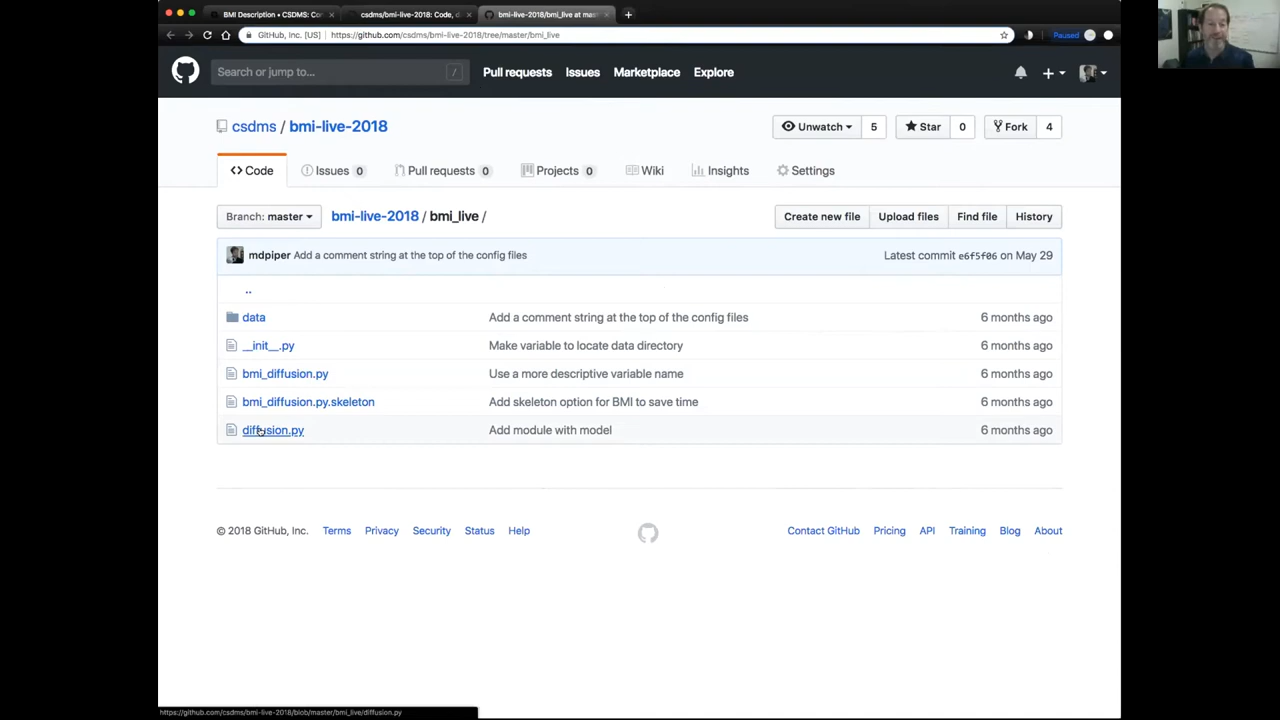 BMI Description • CSDMS: Co
csdms/bmi-live-2018: Code, d
bmi-live-2018/bmi_live at mas
GitHub, Inc. [US] https://github.com/csdms/bmi-live-2018/tree/master/bmi_live
Paused
Search or jump to... /
Pull requests Issues Marketplace Explore
csdms / bmi-live-2018
Unwatch 5 Star 0 Fork 4
Code Issues 0 Pull requests 0 Projects 0 Wiki Insights Settings
Branch: master bmi-live-2018 / bmi_live / Create new file Upload files Find file History
mdpiper Add a comment string at the top of the config files Latest commit e6f5f06 on May 29
..
data Add a comment string at the top of the config files 6 months ago
__init__.py Make variable to locate data directory 6 months ago
bmi_diffusion.py Use a more descriptive variable name 6 months ago
bmi_diffusion.py.skeleton Add skeleton option for BMI to save time 6 months ago
diffusion.py Add module with model 6 months ago
© 2018 GitHub, Inc. Terms Privacy Security Status Help Contact GitHub Pricing API Training Blog About
https://github.com/csdms/bmi-live-2018/blob/master/bmi_live/diffusion.py